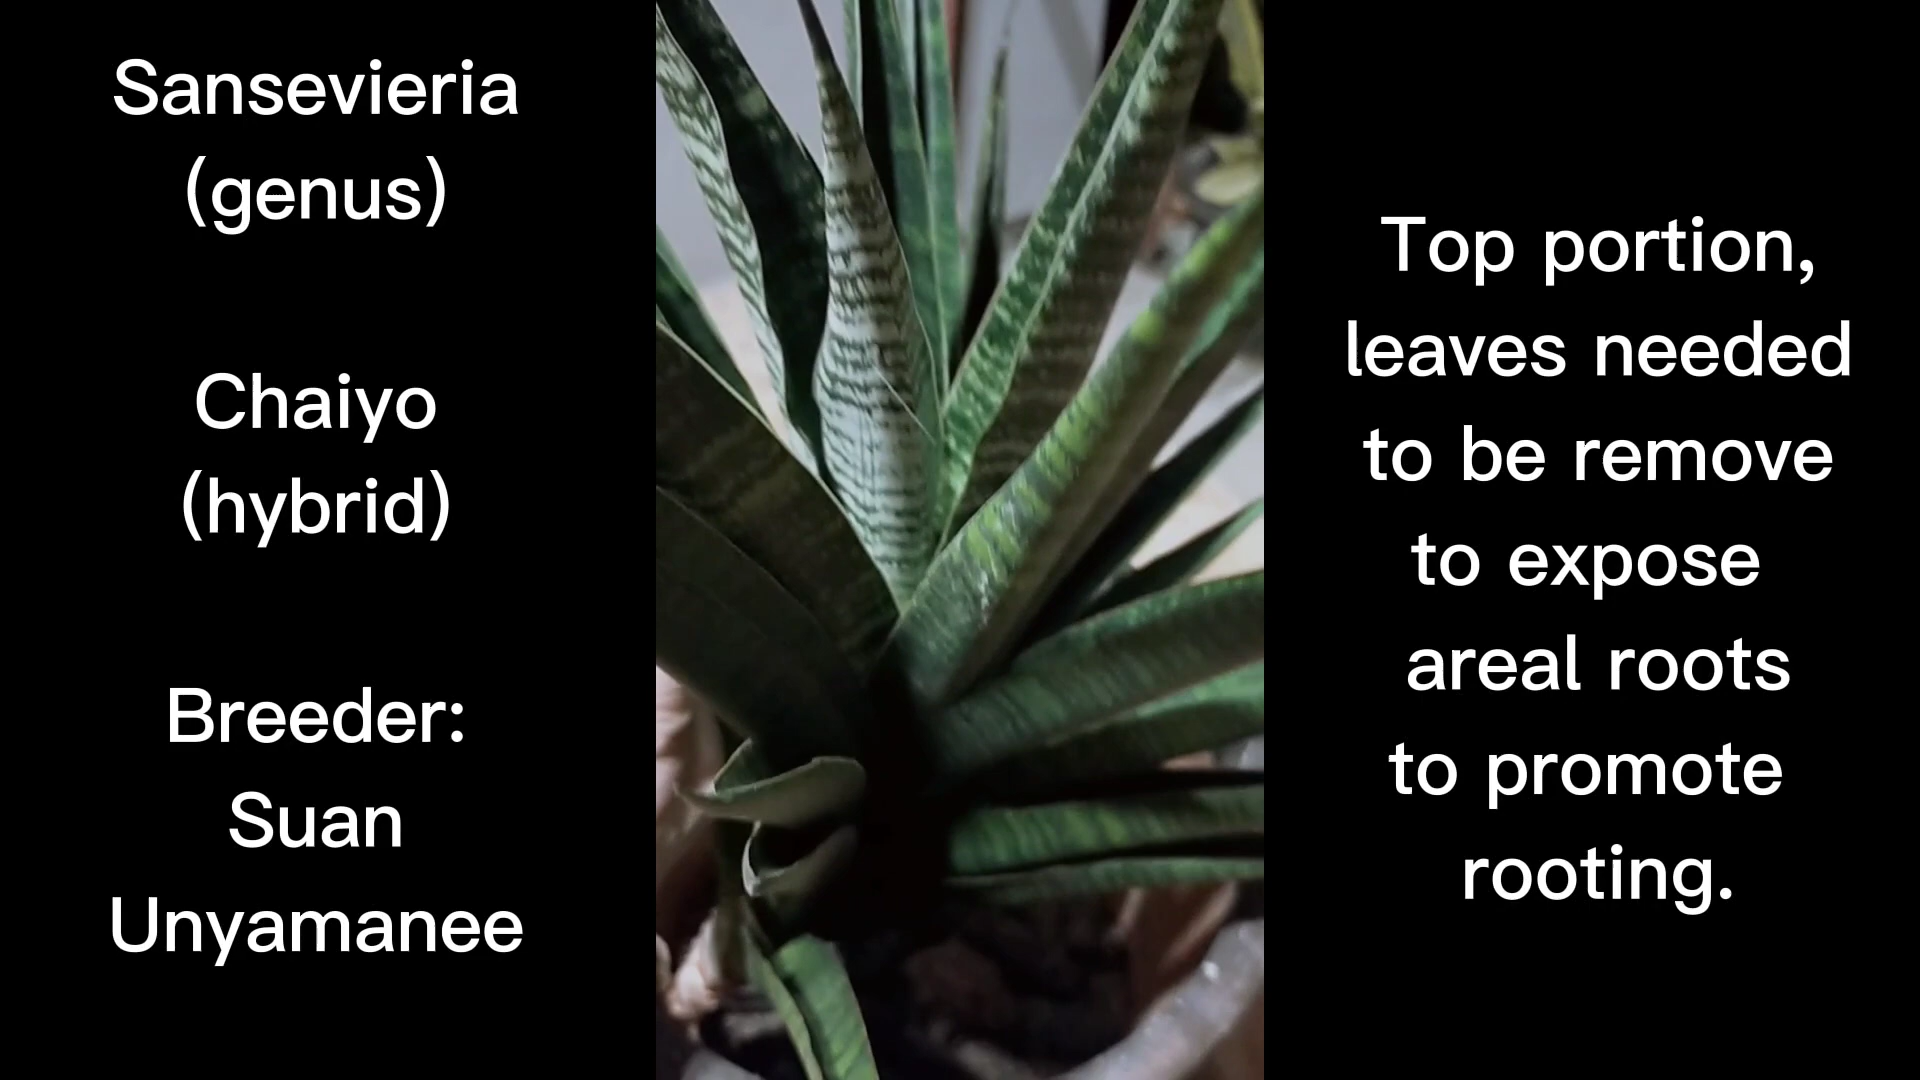 Sansevieria
(genus)
Chaiyo
(hybrid)
Breeder:
Suan
Unyamanee
Top portion,
leaves needed
to be remove
to expose
areal roots
to promote
rooting.